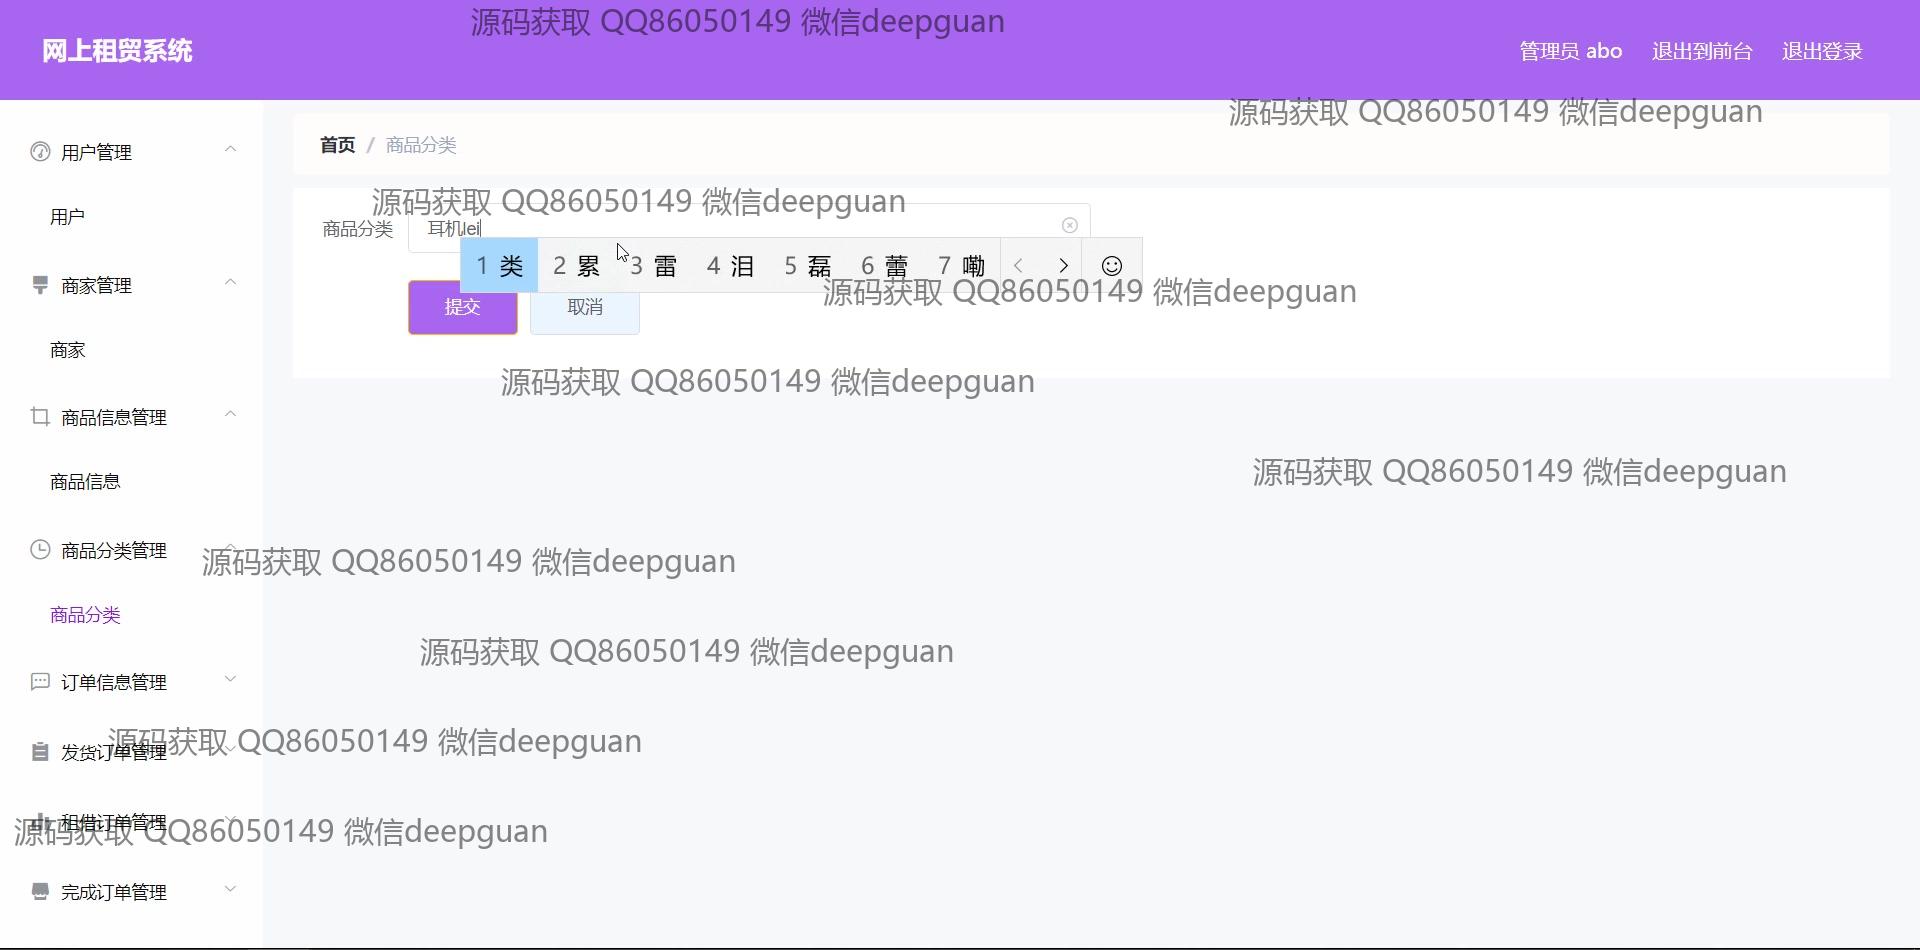 源码获取 QQ86050149 微信deepguan
网上租贸系统
管理员 abo 退出到前台 退出登录
源码获取 QQ86050149 微信deepguan
用户管理
首页 / 商品分类
源码获取 QQ86050149 微信deepguan
用户
商品分类 耳机lei
1 类 2 累 3 雷 4 泪 5 磊 6 蕾 7 嘞
商家管理
源码获取 QQ86050149 微信deepguan
提交 取消
商家
源码获取 QQ86050149 微信deepguan
商品信息管理
源码获取 QQ86050149 微信deepguan
商品信息
商品分类管理
源码获取 QQ86050149 微信deepguan
商品分类
源码获取 QQ86050149 微信deepguan
订单信息管理
源码获取 QQ86050149 微信deepguan
发货订单管理
租借订单管理
源码获取 QQ86050149 微信deepguan
完成订单管理